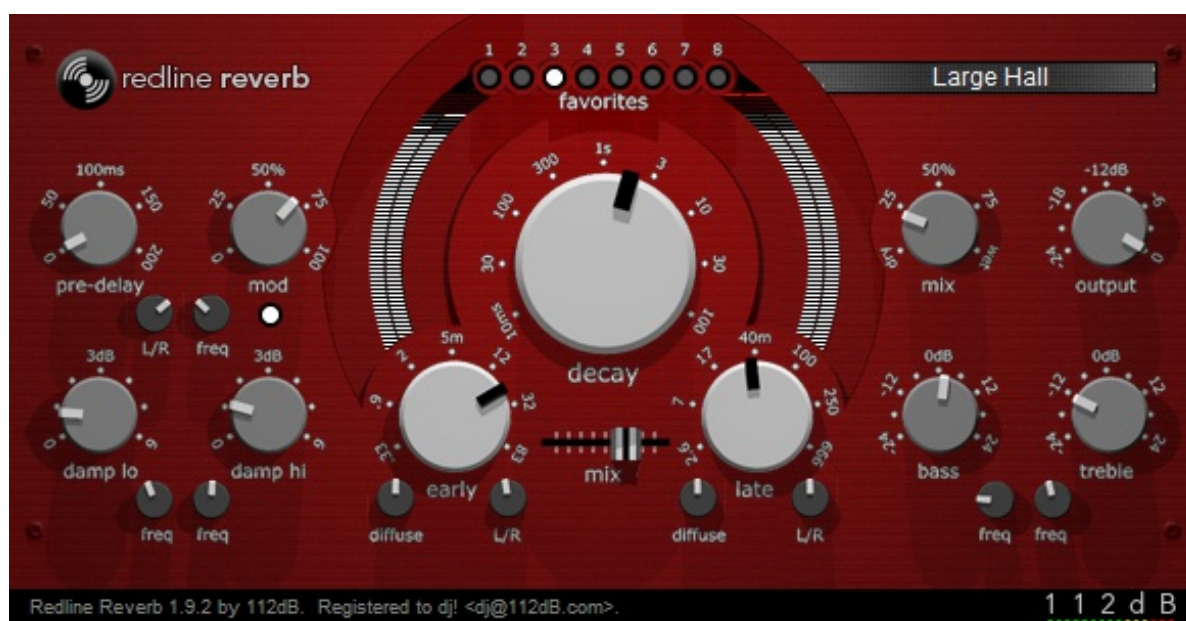 redline reverb
1 2 3 4 5 6 7 8
favorites
Large Hall
0 50 100ms 150 200
pre-delay
0 25 50% 75 100
mod
L/R
freq
10ms 30 100 300 1s 3 10 30 100
decay
dry 25 50% 75 wet
mix
-24 -18 -12dB -6 0
output
0 3dB 6
damp lo
0 3dB 6
damp hi
freq
freq
.33 .9 2 5m 12 32 83
early
diffuse
L/R
mix
2.6 7 17 40m 100 250 666
late
diffuse
L/R
-24 -12 0dB 12 24
bass
-24 -12 0dB 12 24
treble
freq
freq
Redline Reverb 1.9.2 by 112dB. Registered to dj! <dj@112dB.com>.
112dB